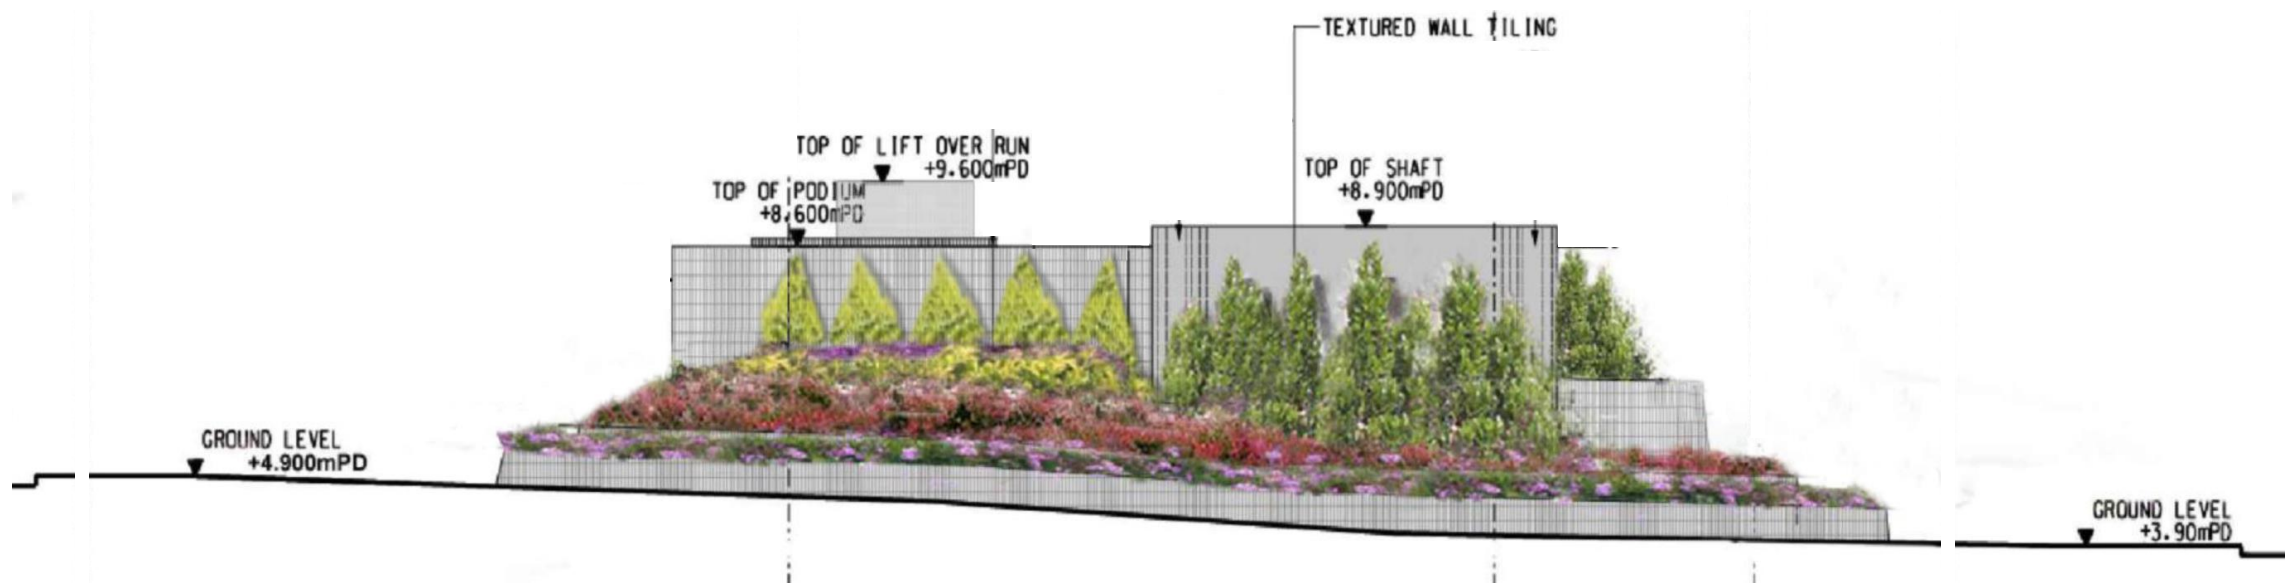 TEXTURED WALL TILING
TOP OF LIFT OVER RUN
+9.600mPD
TOP OF SHAFT
+8.900mPD
TOP OF PODIUM
+8.600mPD
GROUND LEVEL
+4.900mPD
GROUND LEVEL
+3.90mPD